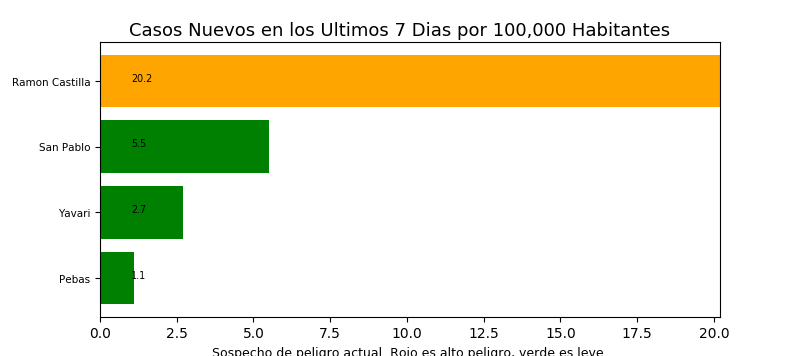 Casos Nuevos en los Ultimos 7 Dias por 100,000 Habitantes
Ramon Castilla 20.2
San Pablo 5.5
Yavari 2.7
Pebas 1.1
0.0 2.5 5.0 7.5 10.0 12.5 15.0 17.5 20.0
Sospecho de peligro actual. Rojo es alto peligro, verde es leve